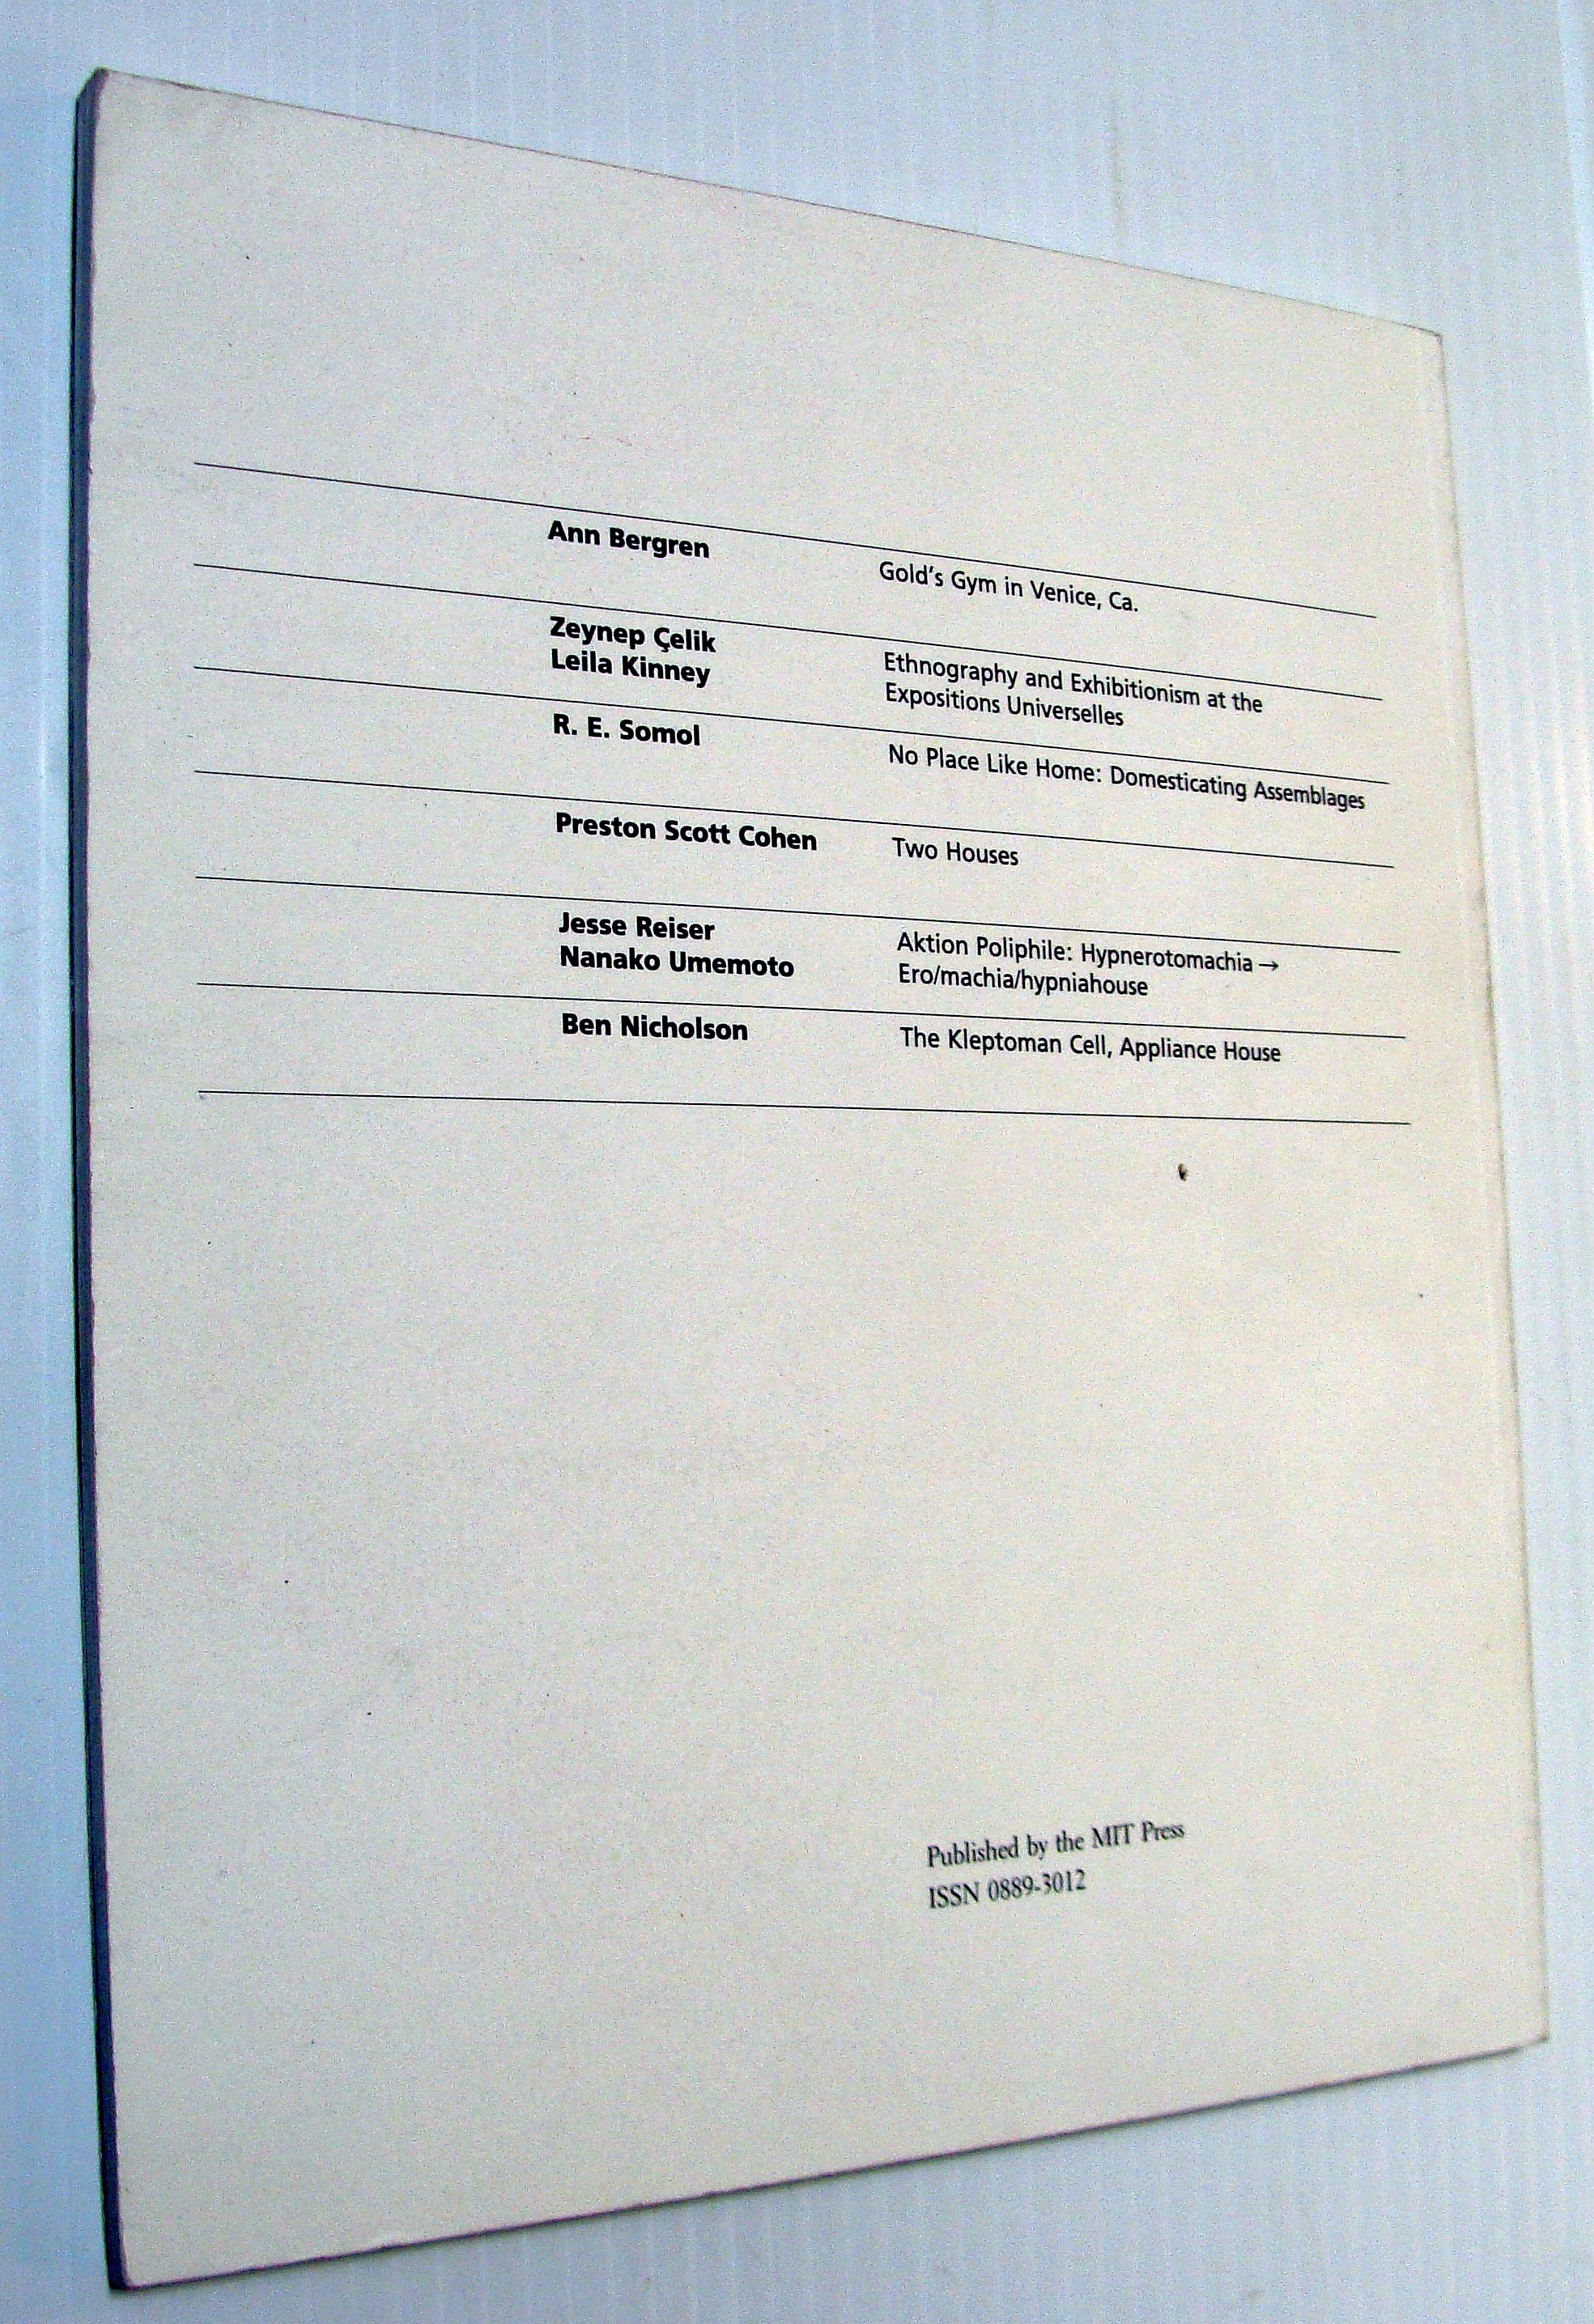 Ann Bergren
Gold's Gym in Venice, Ca.
Zeynep Çelik
Leila Kinney
Ethnography and Exhibitionism at the
Expositions Universelles
R. E. Somol
No Place Like Home: Domesticating Assemblages
Preston Scott Cohen
Two Houses
Jesse Reiser
Nanako Umemoto
Aktion Poliphile: Hypnerotomachia →
Ero/machia/hypniahouse
Ben Nicholson
The Kleptoman Cell, Appliance House
Published by the MIT Press
ISSN 0889-3012